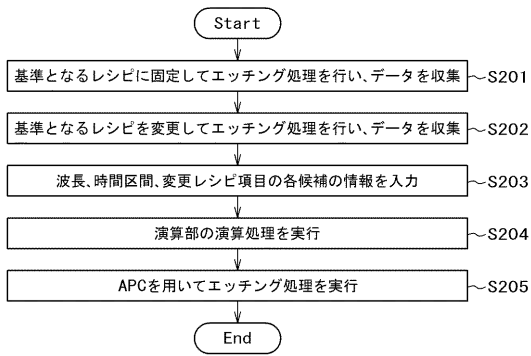 Start
基準となるレシピに固定してエッチング処理を行い、データを収集 S201
基準となるレシピを変更してエッチング処理を行い、データを収集 S202
波長、時間区間、変更レシピ項目の各候補の情報を入力 S203
演算部の演算処理を実行 S204
APCを用いてエッチング処理を実行 S205
End